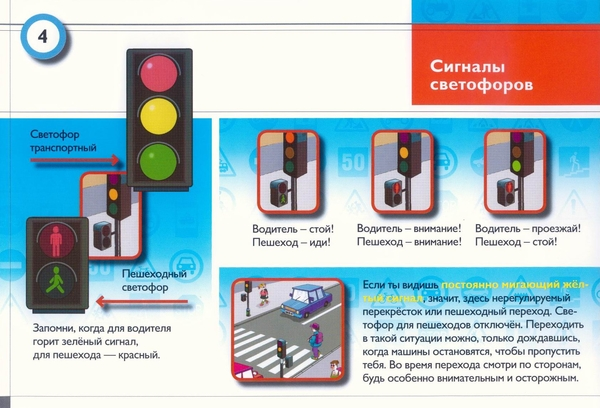 4
Сигналы
светофоров
Светофор
транспортный
Пешеходный
светофор
Запомни, когда для водителя
горит зелёный сигнал,
для пешехода — красный.
Водитель – стой!
Пешеход – иди!
Водитель – внимание!
Пешеход – внимание!
Водитель – проезжай!
Пешеход – стой!
Если ты видишь постоянно мигающий жёл-
тый сигнал, значит, здесь нерегулируемый
перекрёсток или пешеходный переход. Све-
тофор для пешеходов отключён. Переходить
в такой ситуации можно, только дождавшись,
когда машины остановятся, чтобы пропустить
тебя. Во время перехода смотри по сторонам,
будь особенно внимательным и осторожным.
50